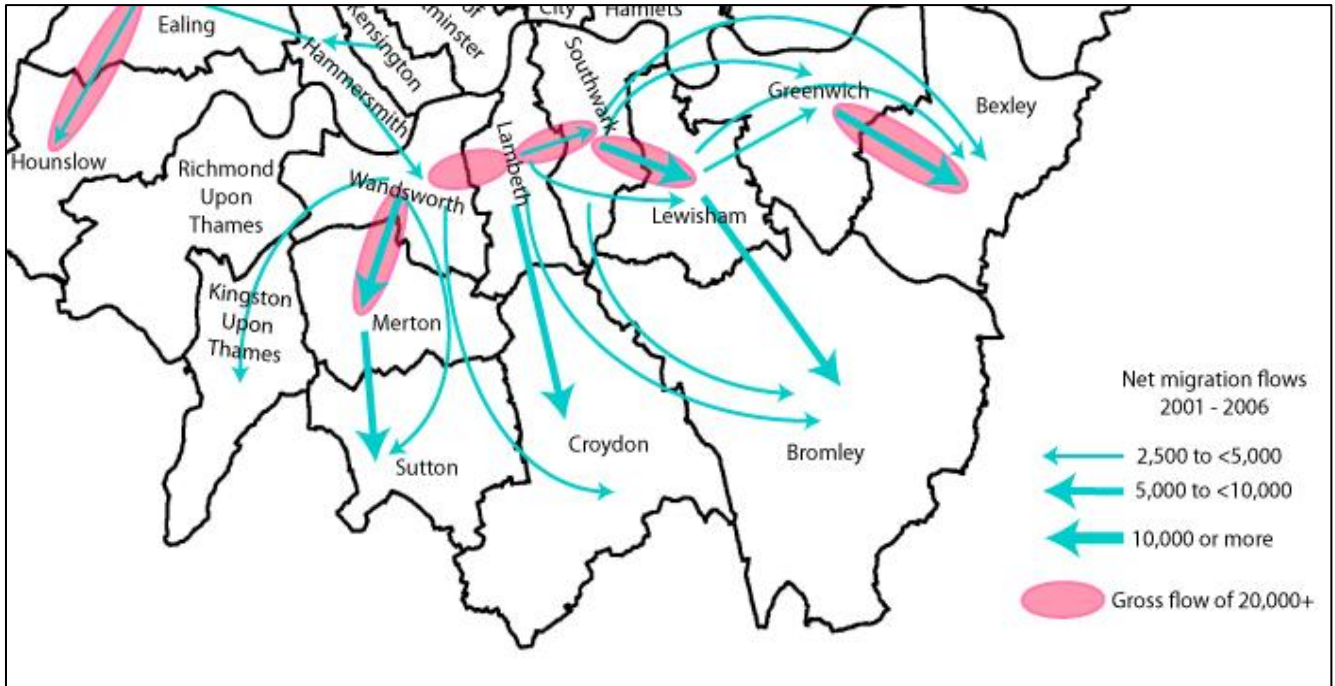 City
Hamlets
of
minster
Kensington
Ealing
Hammersmith
Southwark
Greenwich
Bexley
Lambeth
Hounslow
Richmond
Upon
Thames
Wandsworth
Lewisham
Kingston
Upon
Thames
Merton
Sutton
Croydon
Bromley
Net migration flows
2001 - 2006
2,500 to <5,000
5,000 to <10,000
10,000 or more
Gross flow of 20,000+